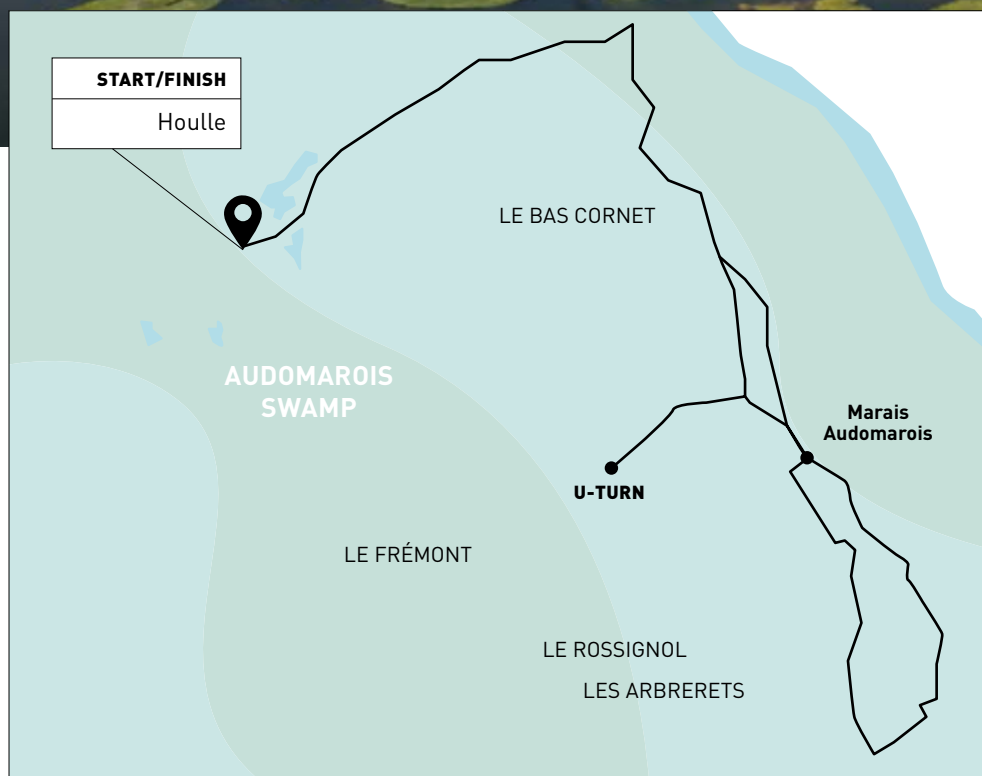 START/FINISH
Houlle
LE BAS CORNET
AUDOMAROIS
SWAMP
Marais
Audomarois
U-TURN
LE FRÉMONT
LE ROSSIGNOL
LES ARBRERETS